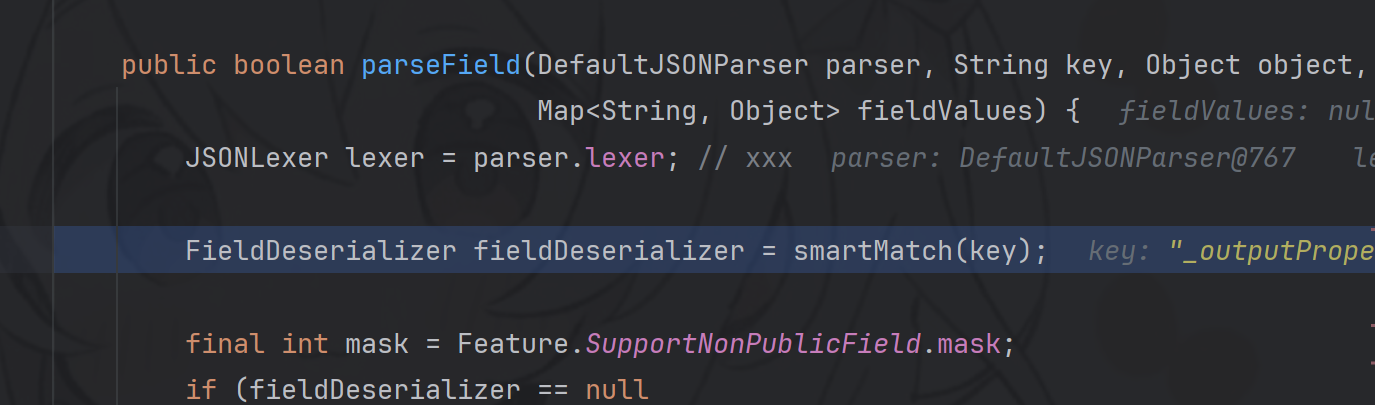 public boolean parseField(DefaultJSONParser parser, String key, Object object,
Map<String, Object> fieldValues) { fieldValues: nul
JSONLexer lexer = parser.lexer; // xxx parser: DefaultJSONParser@767 le
FieldDeserializer fieldDeserializer = smartMatch(key); key: "_outputPrope
final int mask = Feature.SupportNonPublicField.mask;
if (fieldDeserializer == null